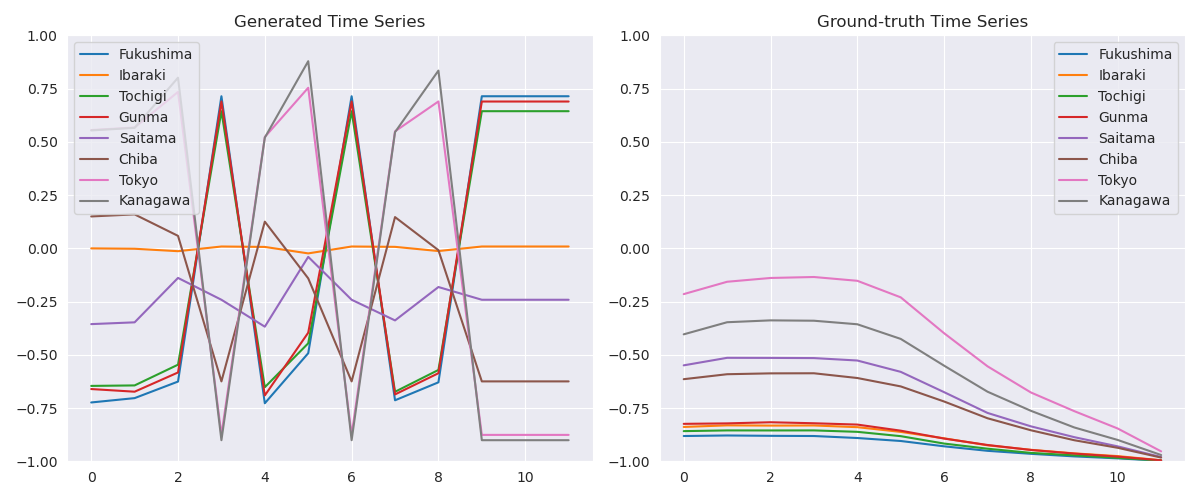 Generated Time Series
1.00
0.75
0.50
0.25
0.00
−0.25
−0.50
−0.75
−1.00
0 2 4 6 8 10
Fukushima
Ibaraki
Tochigi
Gunma
Saitama
Chiba
Tokyo
Kanagawa
Ground-truth Time Series
1.00
0.75
0.50
0.25
0.00
−0.25
−0.50
−0.75
−1.00
0 2 4 6 8 10
Fukushima
Ibaraki
Tochigi
Gunma
Saitama
Chiba
Tokyo
Kanagawa